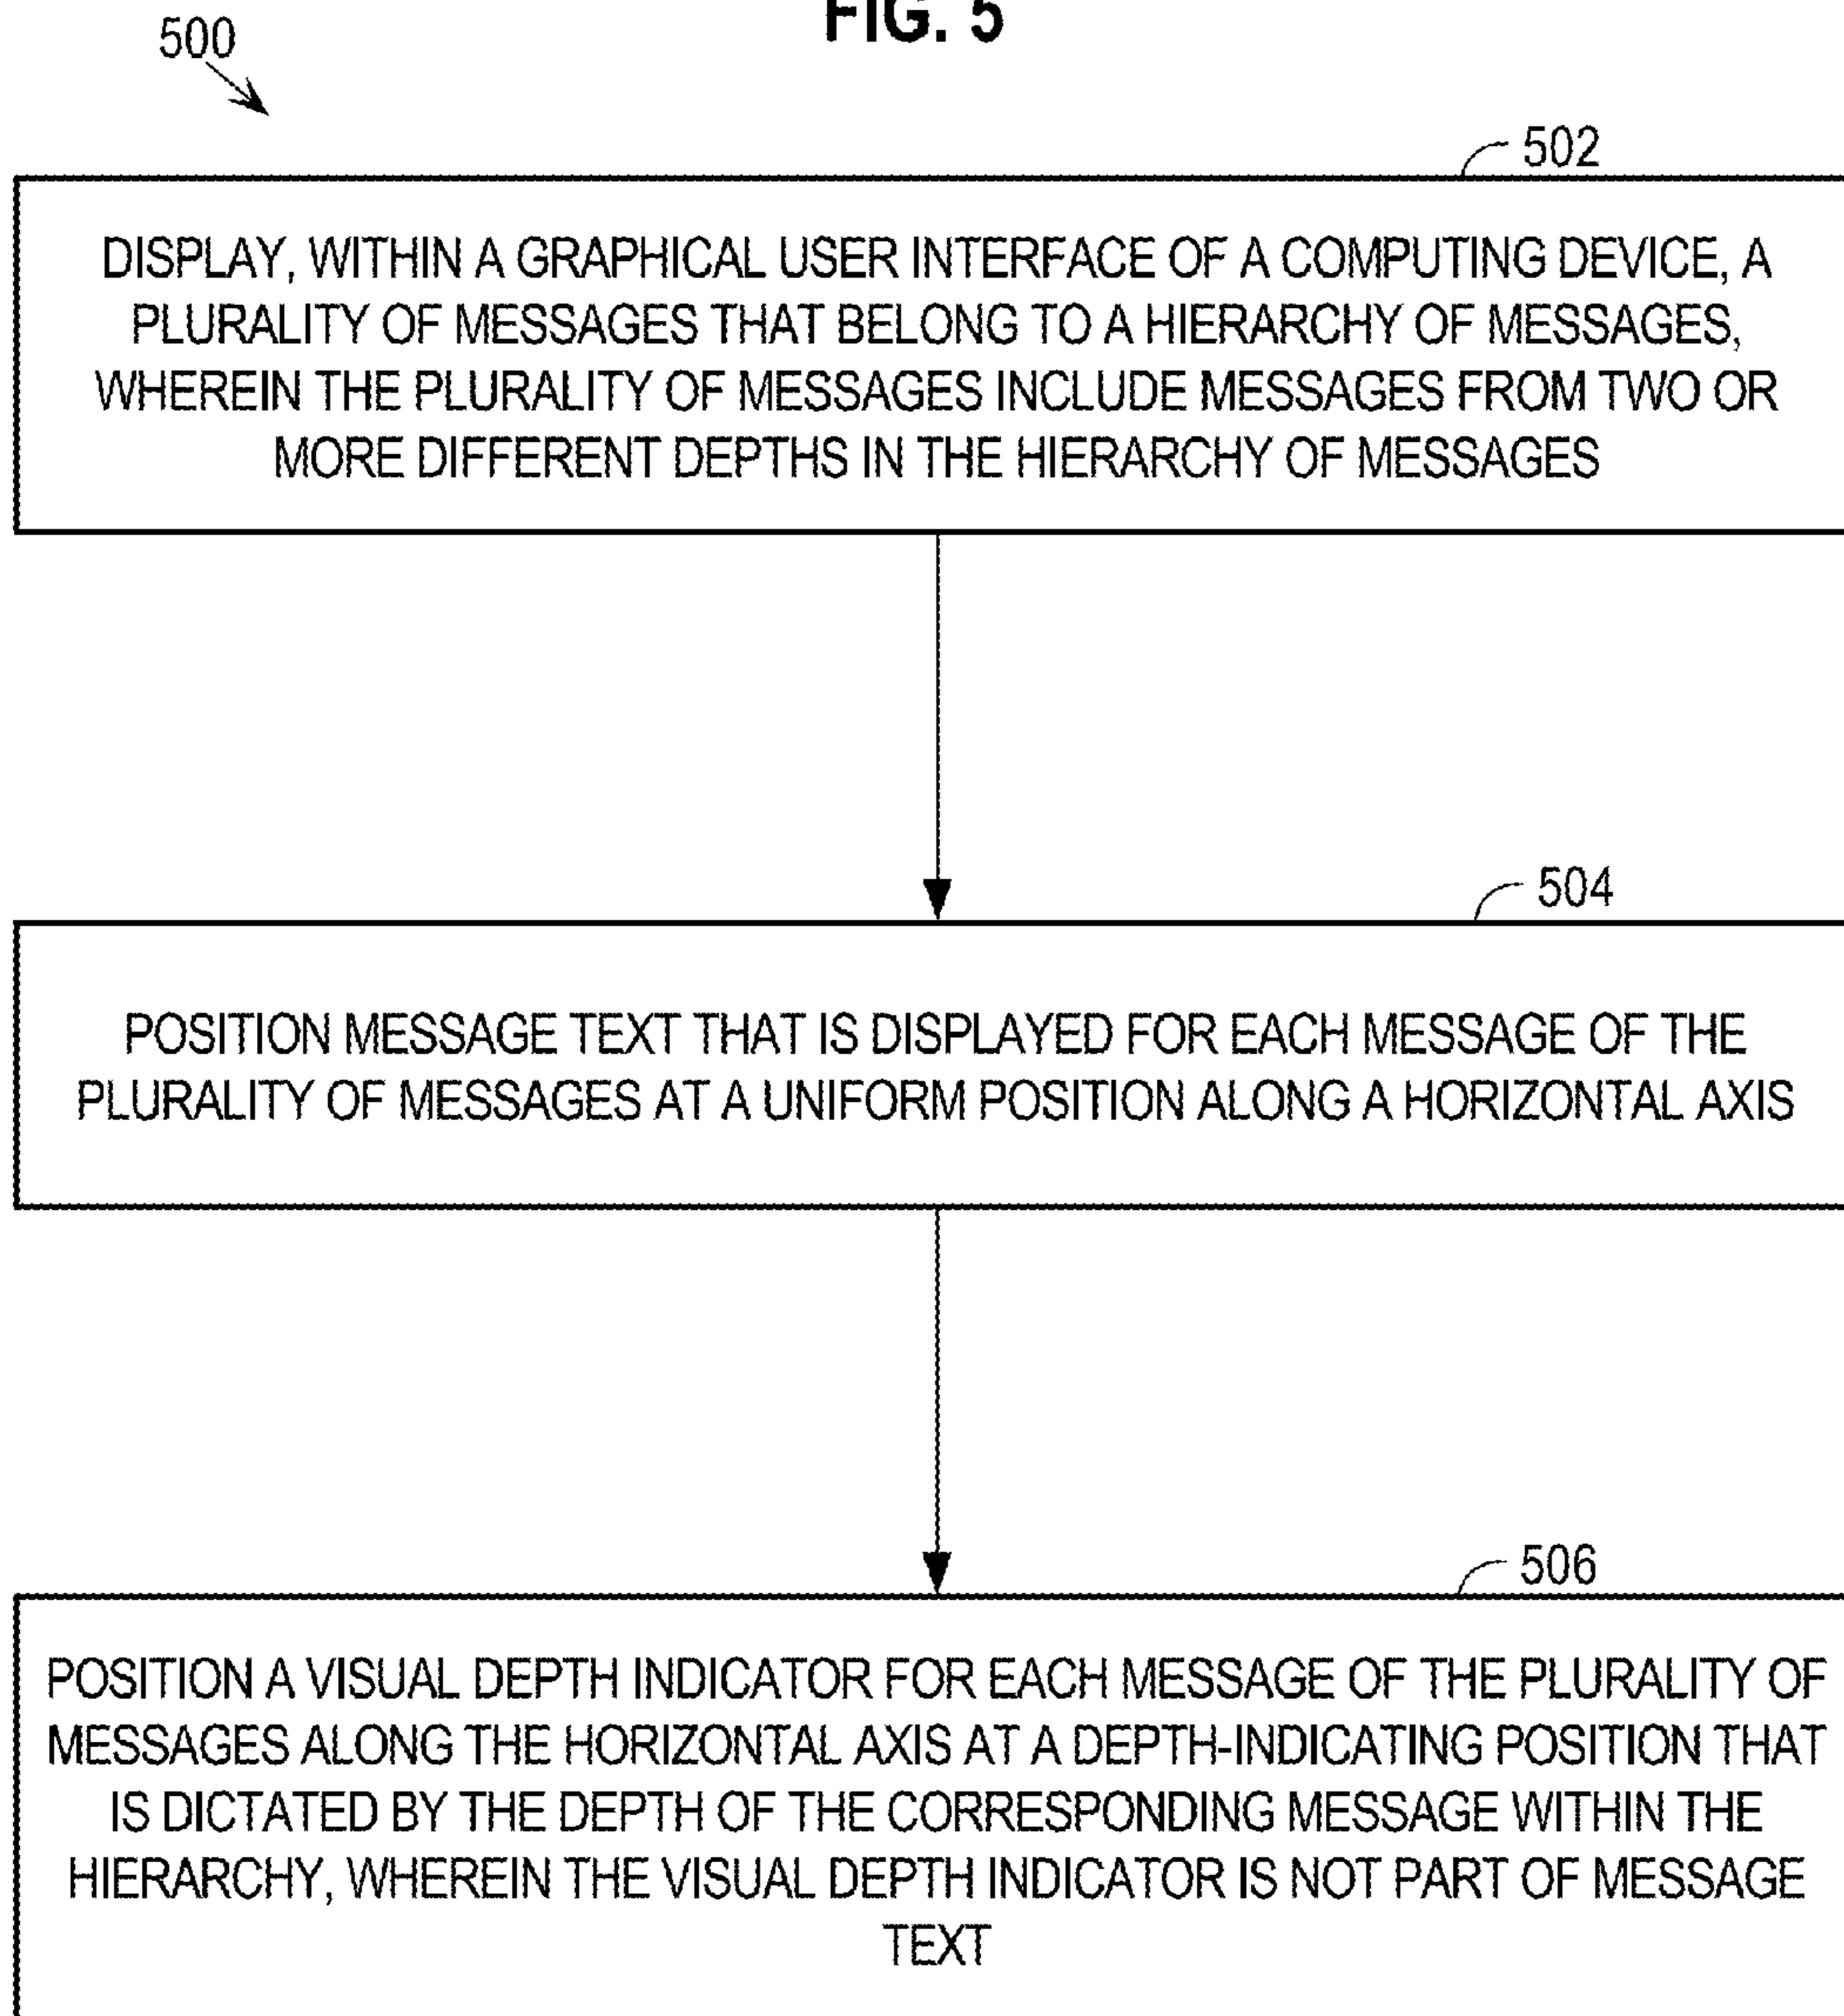 FIG. 5
500
502
DISPLAY, WITHIN A GRAPHICAL USER INTERFACE OF A COMPUTING DEVICE, A
PLURALITY OF MESSAGES THAT BELONG TO A HIERARCHY OF MESSAGES,
WHEREIN THE PLURALITY OF MESSAGES INCLUDE MESSAGES FROM TWO OR
MORE DIFFERENT DEPTHS IN THE HIERARCHY OF MESSAGES
504
POSITION MESSAGE TEXT THAT IS DISPLAYED FOR EACH MESSAGE OF THE
PLURALITY OF MESSAGES AT A UNIFORM POSITION ALONG A HORIZONTAL AXIS
506
POSITION A VISUAL DEPTH INDICATOR FOR EACH MESSAGE OF THE PLURALITY OF
MESSAGES ALONG THE HORIZONTAL AXIS AT A DEPTH-INDICATING POSITION THAT
IS DICTATED BY THE DEPTH OF THE CORRESPONDING MESSAGE WITHIN THE
HIERARCHY, WHEREIN THE VISUAL DEPTH INDICATOR IS NOT PART OF MESSAGE
TEXT